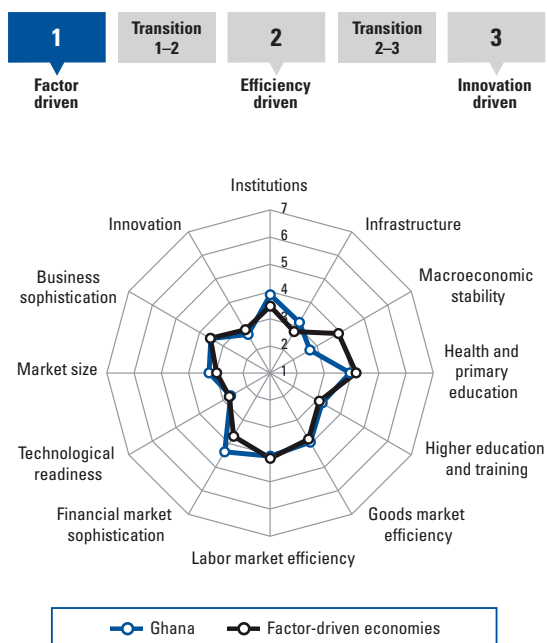 1
Transition
1–2
2
Transition
2–3
3
Factor
driven
Efficiency
driven
Innovation
driven
Institutions
7
6
5
4
3
2
1
Infrastructure
Macroeconomic
stability
Health and
primary
education
Higher education
and training
Goods market
efficiency
Labor market efficiency
Financial market
sophistication
Technological
readiness
Market size
Business
sophistication
Innovation
Ghana
Factor-driven economies